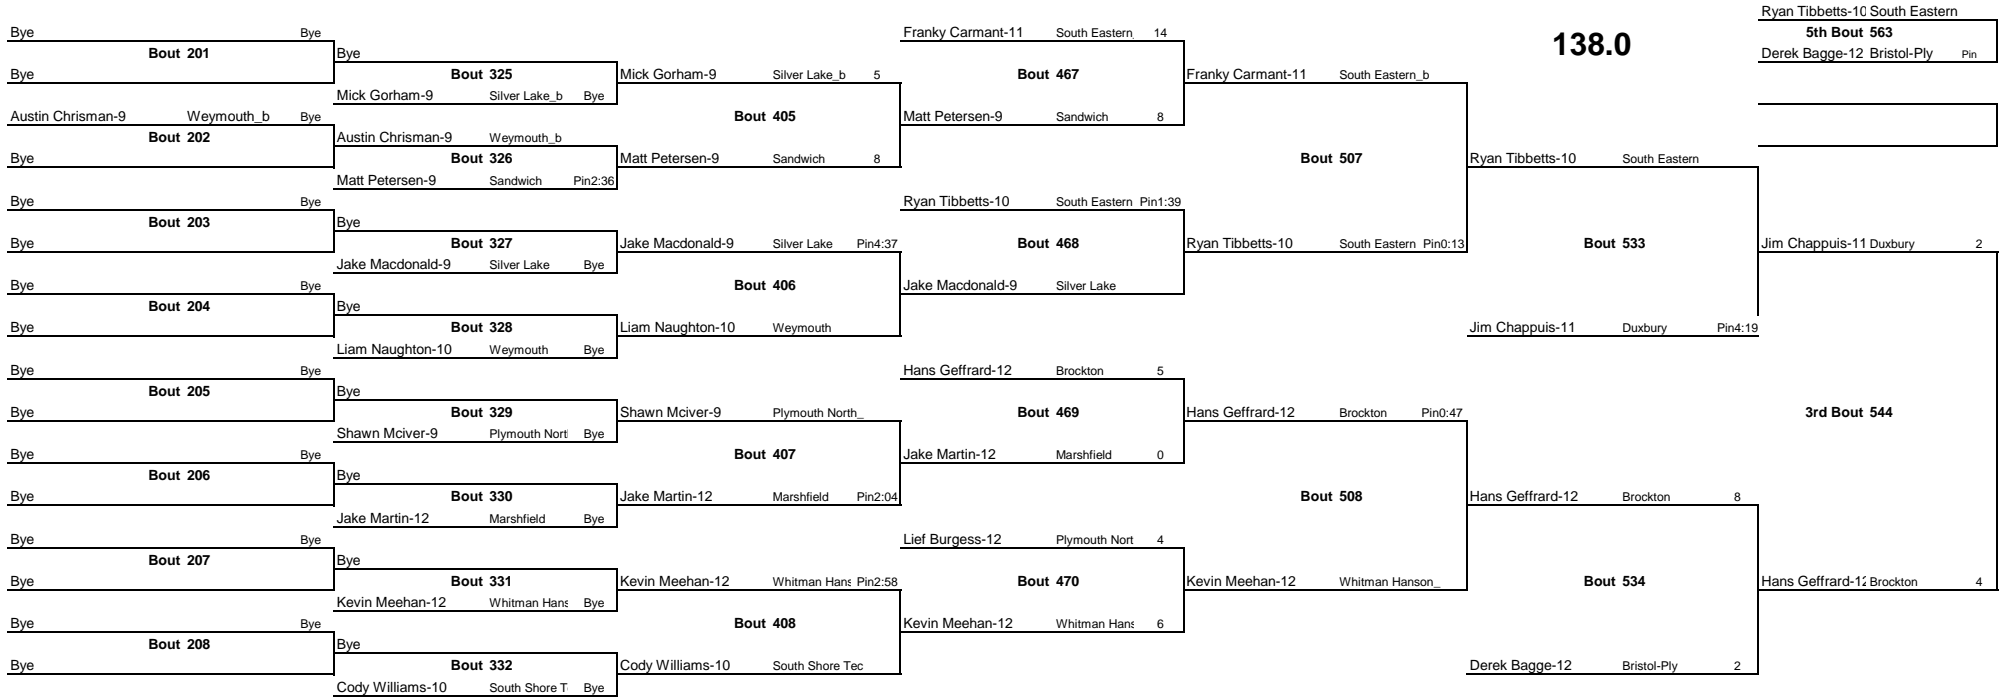 Ryan Tibbetts-10 South Eastern
Bye Bye Franky Carmant-11 South Eastern 14 138.0 5th Bout 563
Bout 201 Bye Derek Bagge-12 Bristol-Ply Pin
Bye Bout 325 Mick Gorham-9 Silver Lake_b 5 Bout 467 Franky Carmant-11 South Eastern_b
Mick Gorham-9 Silver Lake_b Bye
Austin Chrisman-9 Weymouth_b Bye Bout 405 Matt Petersen-9 Sandwich 8
Bout 202 Austin Chrisman-9 Weymouth_b
Bye Bout 326 Matt Petersen-9 Sandwich 8 Bout 507 Ryan Tibbetts-10 South Eastern
Matt Petersen-9 Sandwich Pin2:36
Bye Bye Ryan Tibbetts-10 South Eastern Pin1:39
Bout 203 Bye
Bye Bout 327 Jake Macdonald-9 Silver Lake Pin4:37 Bout 468 Ryan Tibbetts-10 South Eastern Pin0:13 Bout 533 Jim Chappuis-11 Duxbury 2
Jake Macdonald-9 Silver Lake Bye
Bye Bye Bout 406 Jake Macdonald-9 Silver Lake
Bout 204 Bye
Bye Bout 328 Liam Naughton-10 Weymouth Jim Chappuis-11 Duxbury Pin4:19
Liam Naughton-10 Weymouth Bye
Bye Bye Hans Geffrard-12 Brockton 5
Bout 205 Bye
Bye Bout 329 Shawn Mciver-9 Plymouth North_ Bout 469 Hans Geffrard-12 Brockton Pin0:47 3rd Bout 544
Shawn Mciver-9 Plymouth Nort Bye
Bye Bye Bout 407 Jake Martin-12 Marshfield 0
Bout 206 Bye
Bye Bout 330 Jake Martin-12 Marshfield Pin2:04 Bout 508 Hans Geffrard-12 Brockton 8
Jake Martin-12 Marshfield Bye
Bye Bye Lief Burgess-12 Plymouth Nort 4
Bout 207 Bye
Bye Bout 331 Kevin Meehan-12 Whitman Hans Pin2:58 Bout 470 Kevin Meehan-12 Whitman Hanson_ Bout 534 Hans Geffrard-12 Brockton 4
Kevin Meehan-12 Whitman Hans Bye
Bye Bye Bout 408 Kevin Meehan-12 Whitman Hans 6
Bout 208 Bye
Bye Bout 332 Cody Williams-10 South Shore Tec Derek Bagge-12 Bristol-Ply 2
Cody Williams-10 South Shore T Bye